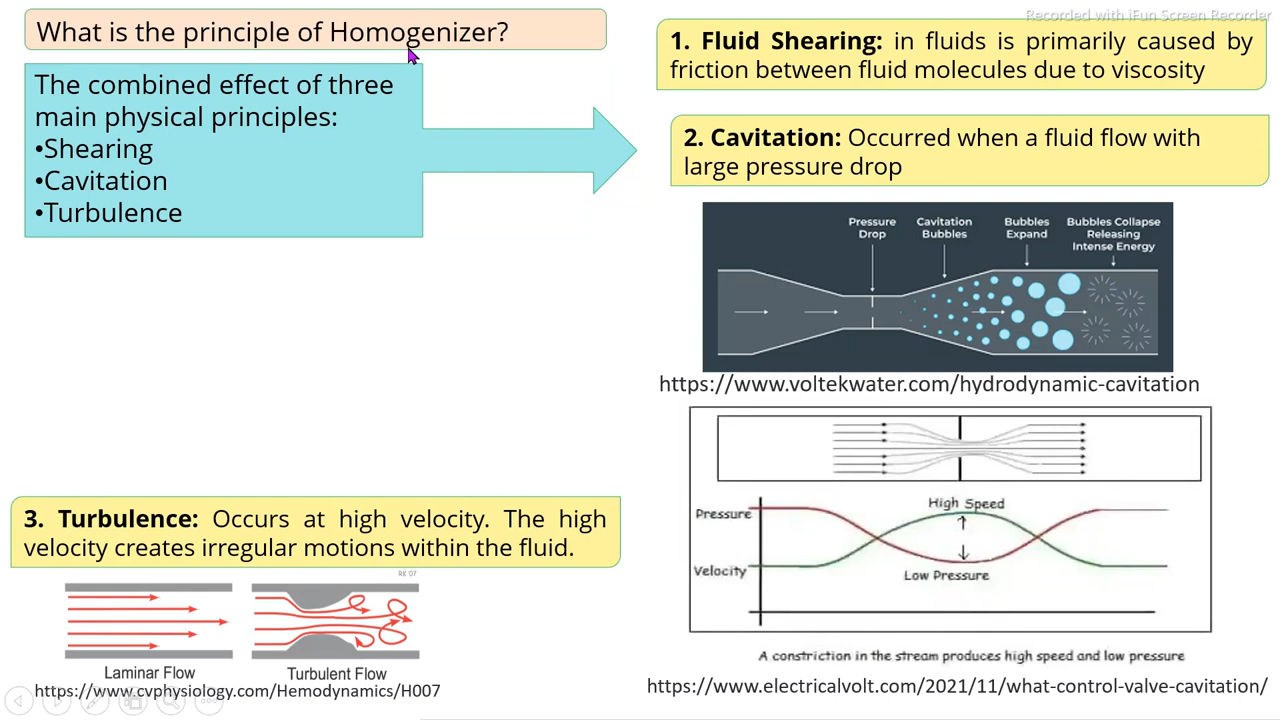 Recorded with iFun Screen Recorder
What is the principle of Homogenizer?
The combined effect of three
main physical principles:
•Shearing
•Cavitation
•Turbulence
1. Fluid Shearing: in fluids is primarily caused by
friction between fluid molecules due to viscosity
2. Cavitation: Occurred when a fluid flow with
large pressure drop
Pressure
Drop
Cavitation
Bubbles
Bubbles
Expand
Bubbles Collapse
Releasing
Intense Energy
https://www.voltekwater.com/hydrodynamic-cavitation
High Speed
Pressure
Velocity
Low Pressure
A constriction in the stream produces high speed and low pressure
https://www.electricalvolt.com/2021/11/what-control-valve-cavitation/
3. Turbulence: Occurs at high velocity. The high
velocity creates irregular motions within the fluid.
RK '07
Laminar Flow
Turbulent Flow
https://www.cvphysiology.com/Hemodynamics/H007